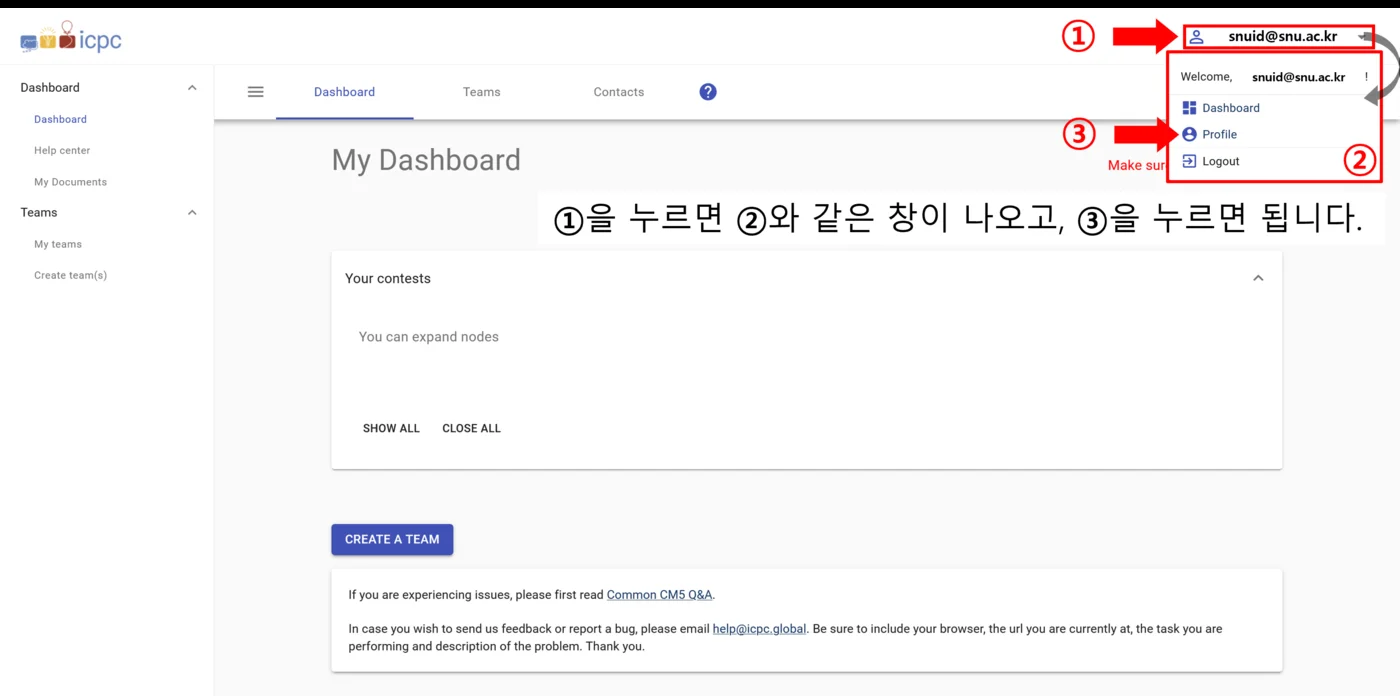 icpc
① snuid@snu.ac.kr
Welcome, snuid@snu.ac.kr !
Dashboard
③ Profile
Logout ②
Dashboard
Dashboard
Help center
My Documents
Teams
My teams
Create team(s)
Dashboard Teams Contacts ?
My Dashboard
Make sur
①을 누르면 ②와 같은 창이 나오고, ③을 누르면 됩니다.
Your contests
You can expand nodes
SHOW ALL CLOSE ALL
CREATE A TEAM
If you are experiencing issues, please first read Common CM5 Q&A.
In case you wish to send us feedback or report a bug, please email help@icpc.global. Be sure to include your browser, the url you are currently at, the task you are
performing and description of the problem. Thank you.